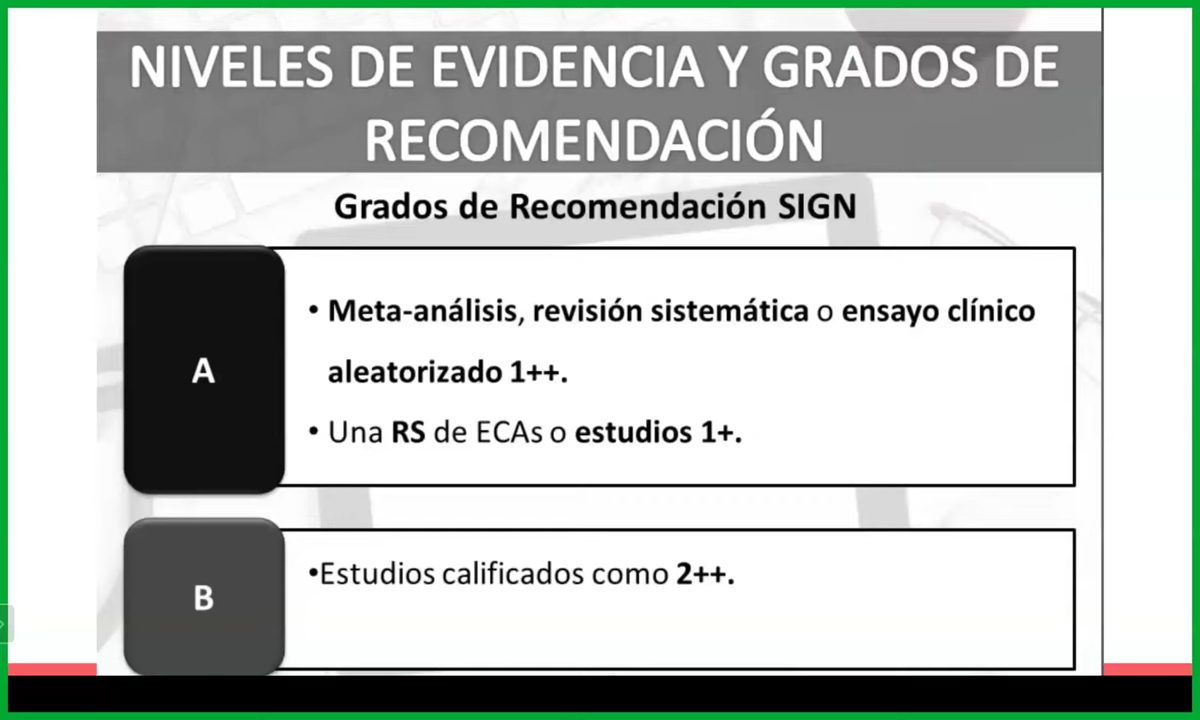 NIVELES DE EVIDENCIA Y GRADOS DE
RECOMENDACIÓN
Grados de Recomendación SIGN
A
• Meta-análisis, revisión sistemática o ensayo clínico
aleatorizado 1++.
• Una RS de ECAs o estudios 1+.
B
•Estudios calificados como 2++.